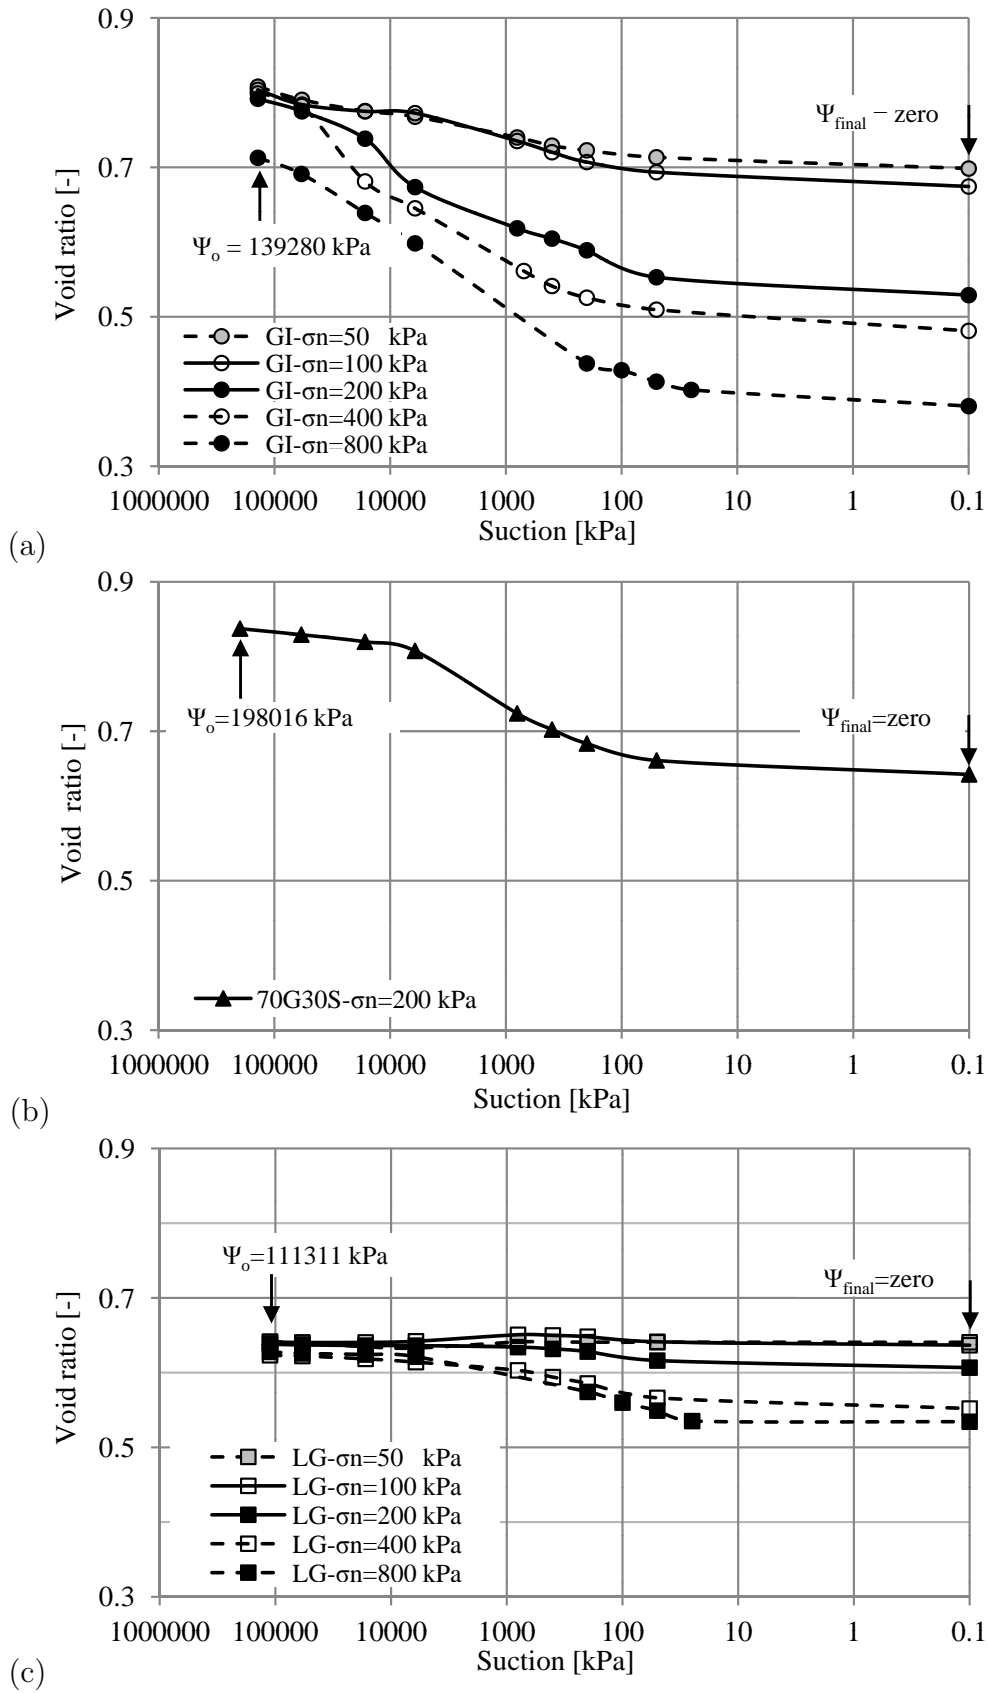 0.9
0.7
0.5
0.3
Void ratio [-]
Ψfinal − zero
Ψo = 139280 kPa
GI-σn=50 kPa
GI-σn=100 kPa
GI-σn=200 kPa
GI-σn=400 kPa
GI-σn=800 kPa
1000000 100000 10000 1000 100 10 1 0.1
Suction [kPa]
(a)
0.9
0.7
0.5
0.3
Void ratio [-]
Ψo=198016 kPa
Ψfinal=zero
70G30S-σn=200 kPa
1000000 100000 10000 1000 100 10 1 0.1
Suction [kPa]
(b)
0.9
0.7
0.5
0.3
Void ratio [-]
Ψo=111311 kPa
Ψfinal=zero
LG-σn=50 kPa
LG-σn=100 kPa
LG-σn=200 kPa
LG-σn=400 kPa
LG-σn=800 kPa
1000000 100000 10000 1000 100 10 1 0.1
Suction [kPa]
(c)